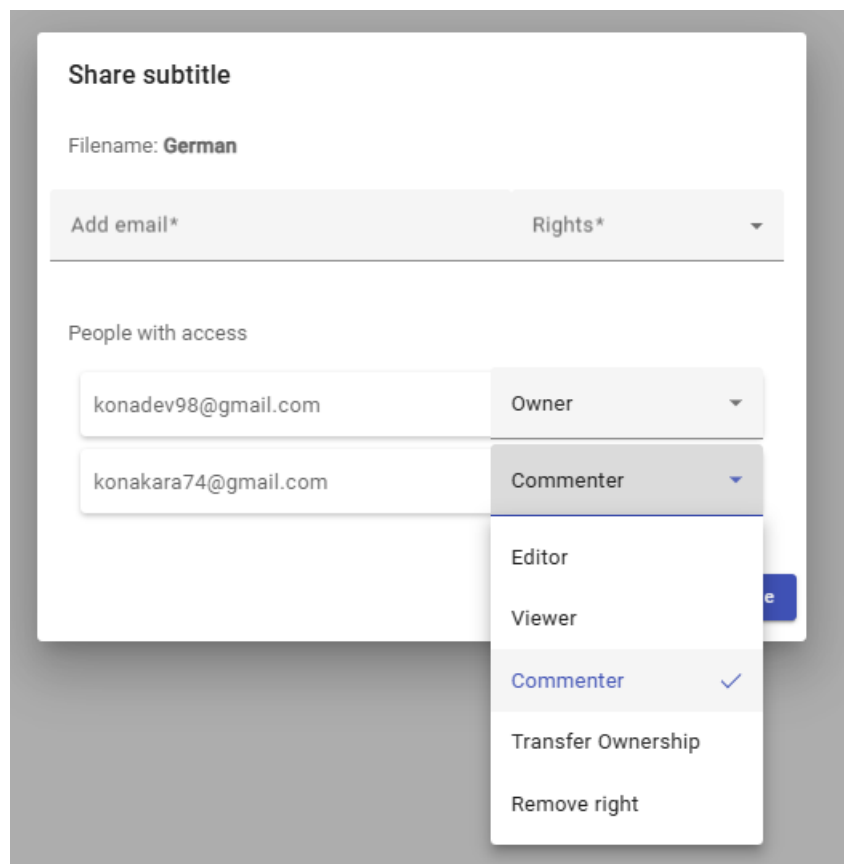 Share subtitle
Filename: German
Add email* Rights*
People with access
konadev98@gmail.com Owner
konakara74@gmail.com Commenter
Editor
Viewer
Commenter
Transfer Ownership
Remove right